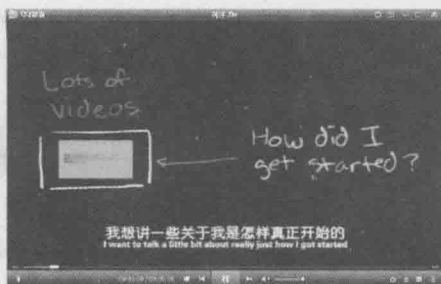 Lots of
videos
How did I
get started?
我想讲一些关于我是怎样真正开始的
I want to talk a little bit about really just how I got started